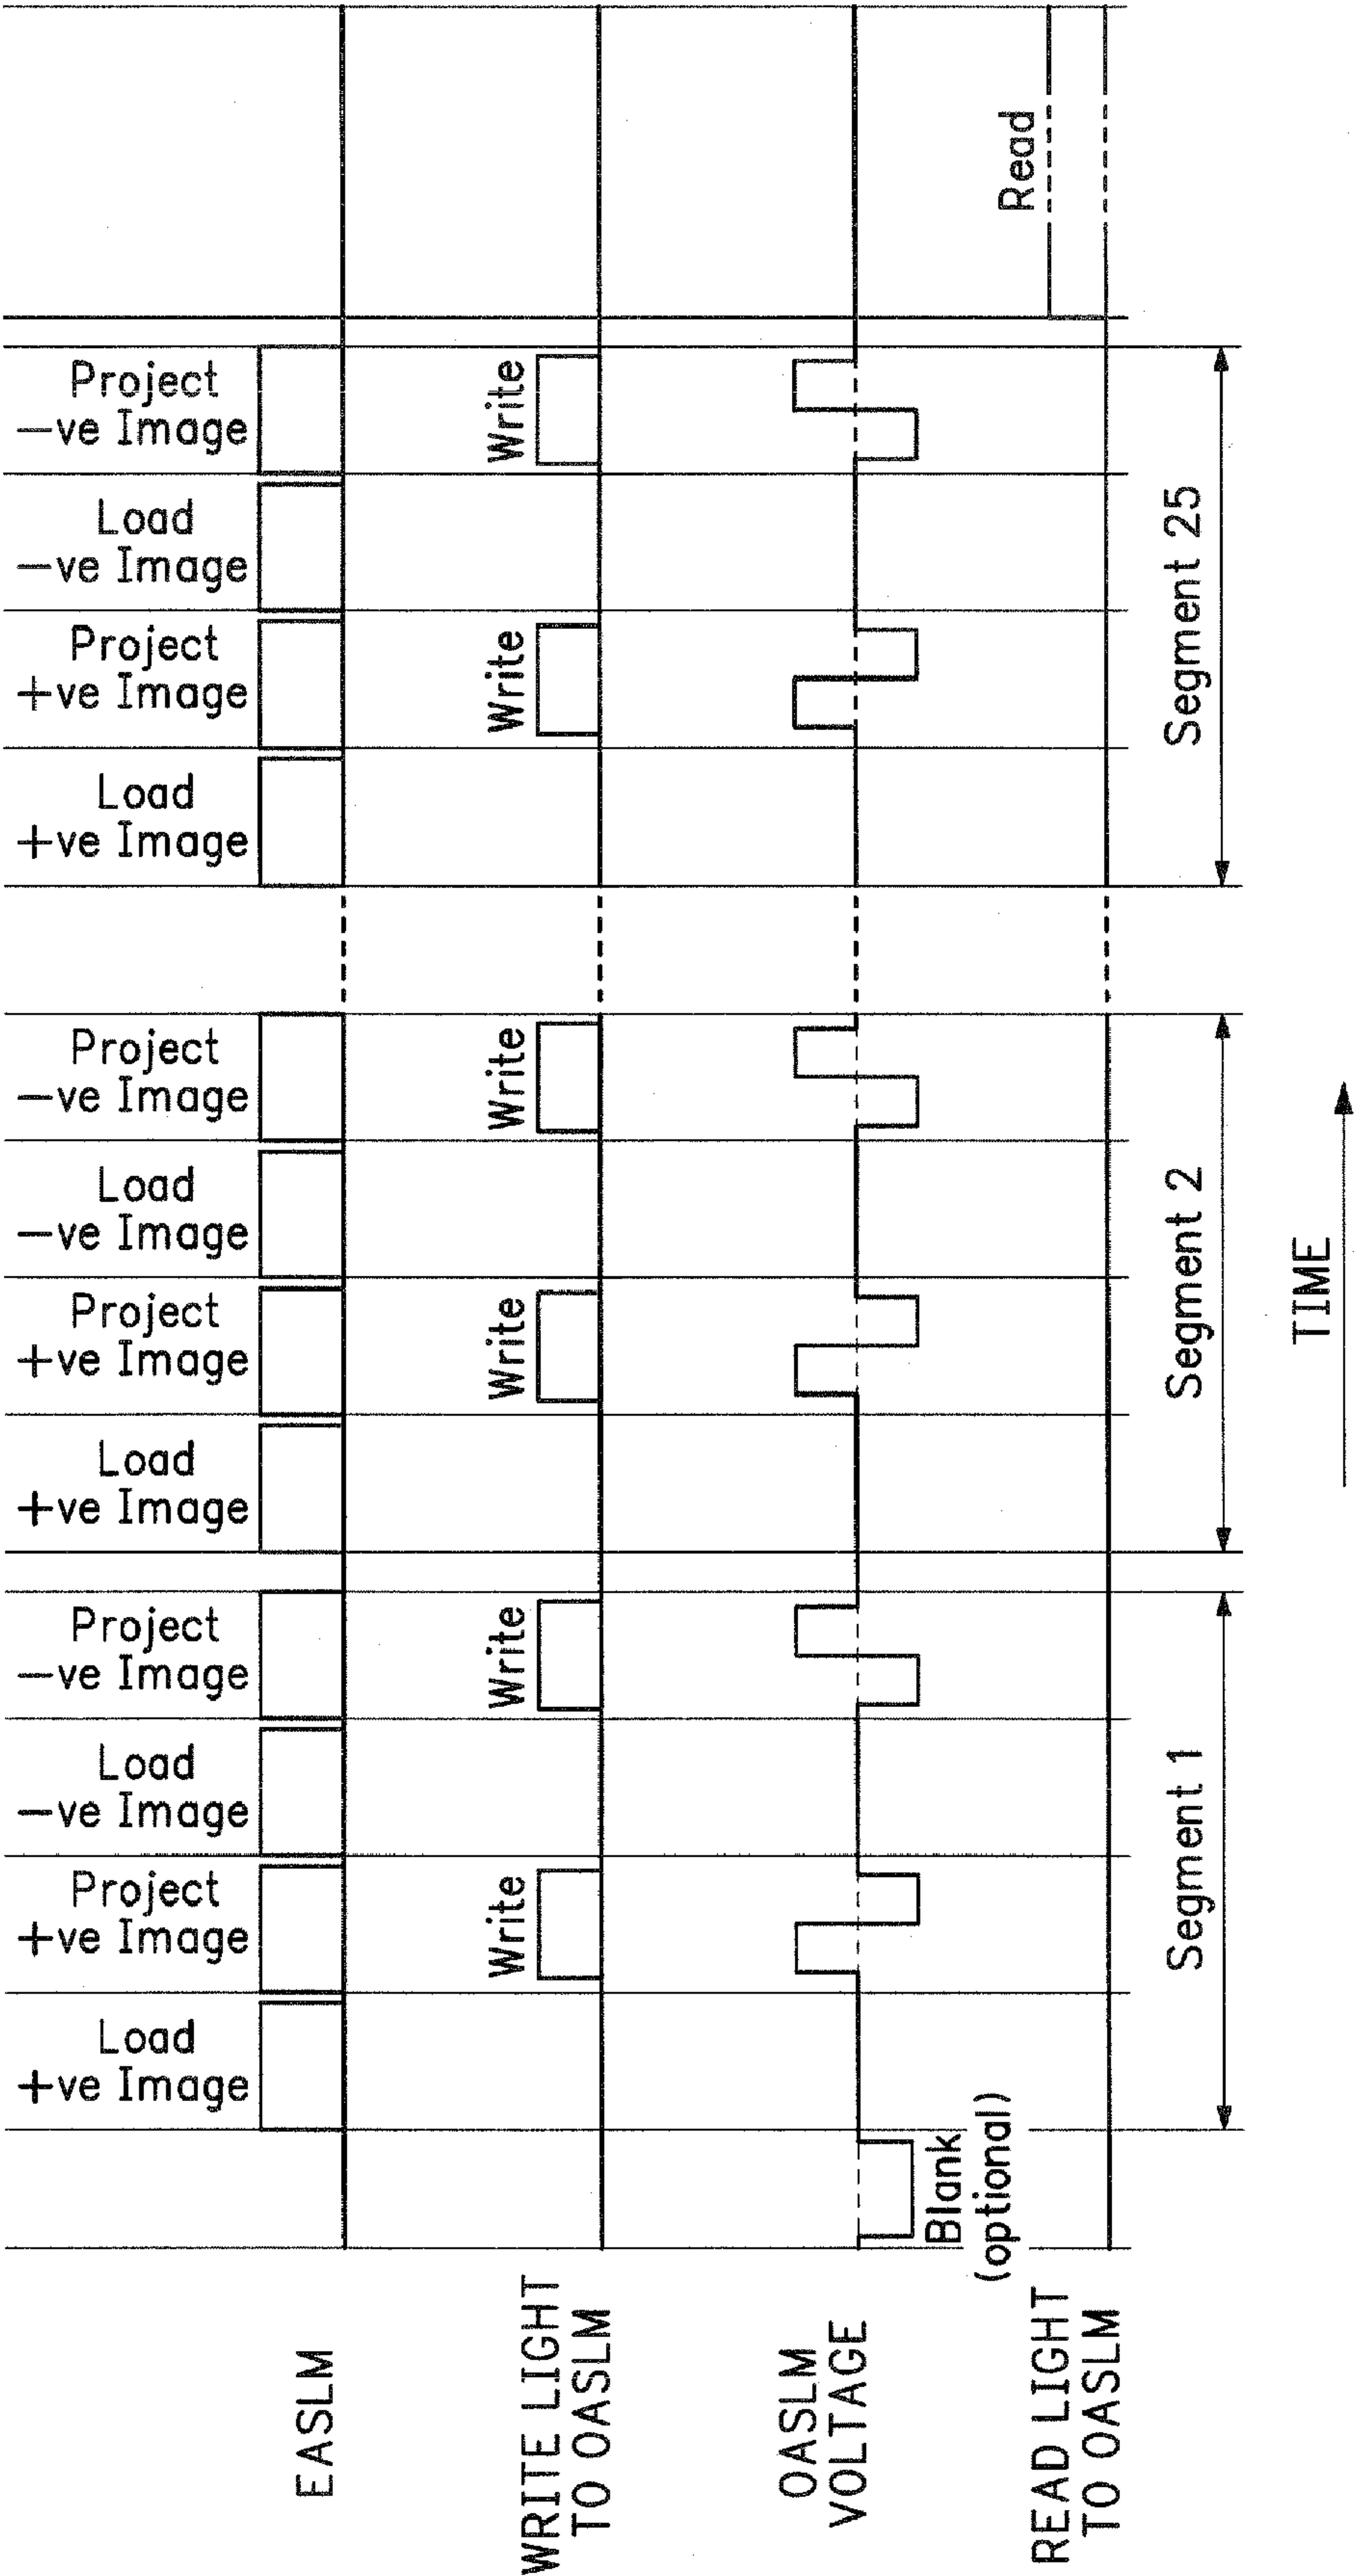 EASLM
Load
+ve Image
Project
+ve Image
Load
−ve Image
Project
−ve Image
Load
+ve Image
Project
+ve Image
Load
−ve Image
Project
−ve Image
Load
+ve Image
Project
+ve Image
Load
−ve Image
Project
−ve Image
WRITE LIGHT
TO OASLM
Write
Write
Write
Write
Write
Write
OASLM
VOLTAGE
Blank
(optional)
READ LIGHT
TO OASLM
Read
Segment 1
Segment 2
Segment 25
TIME